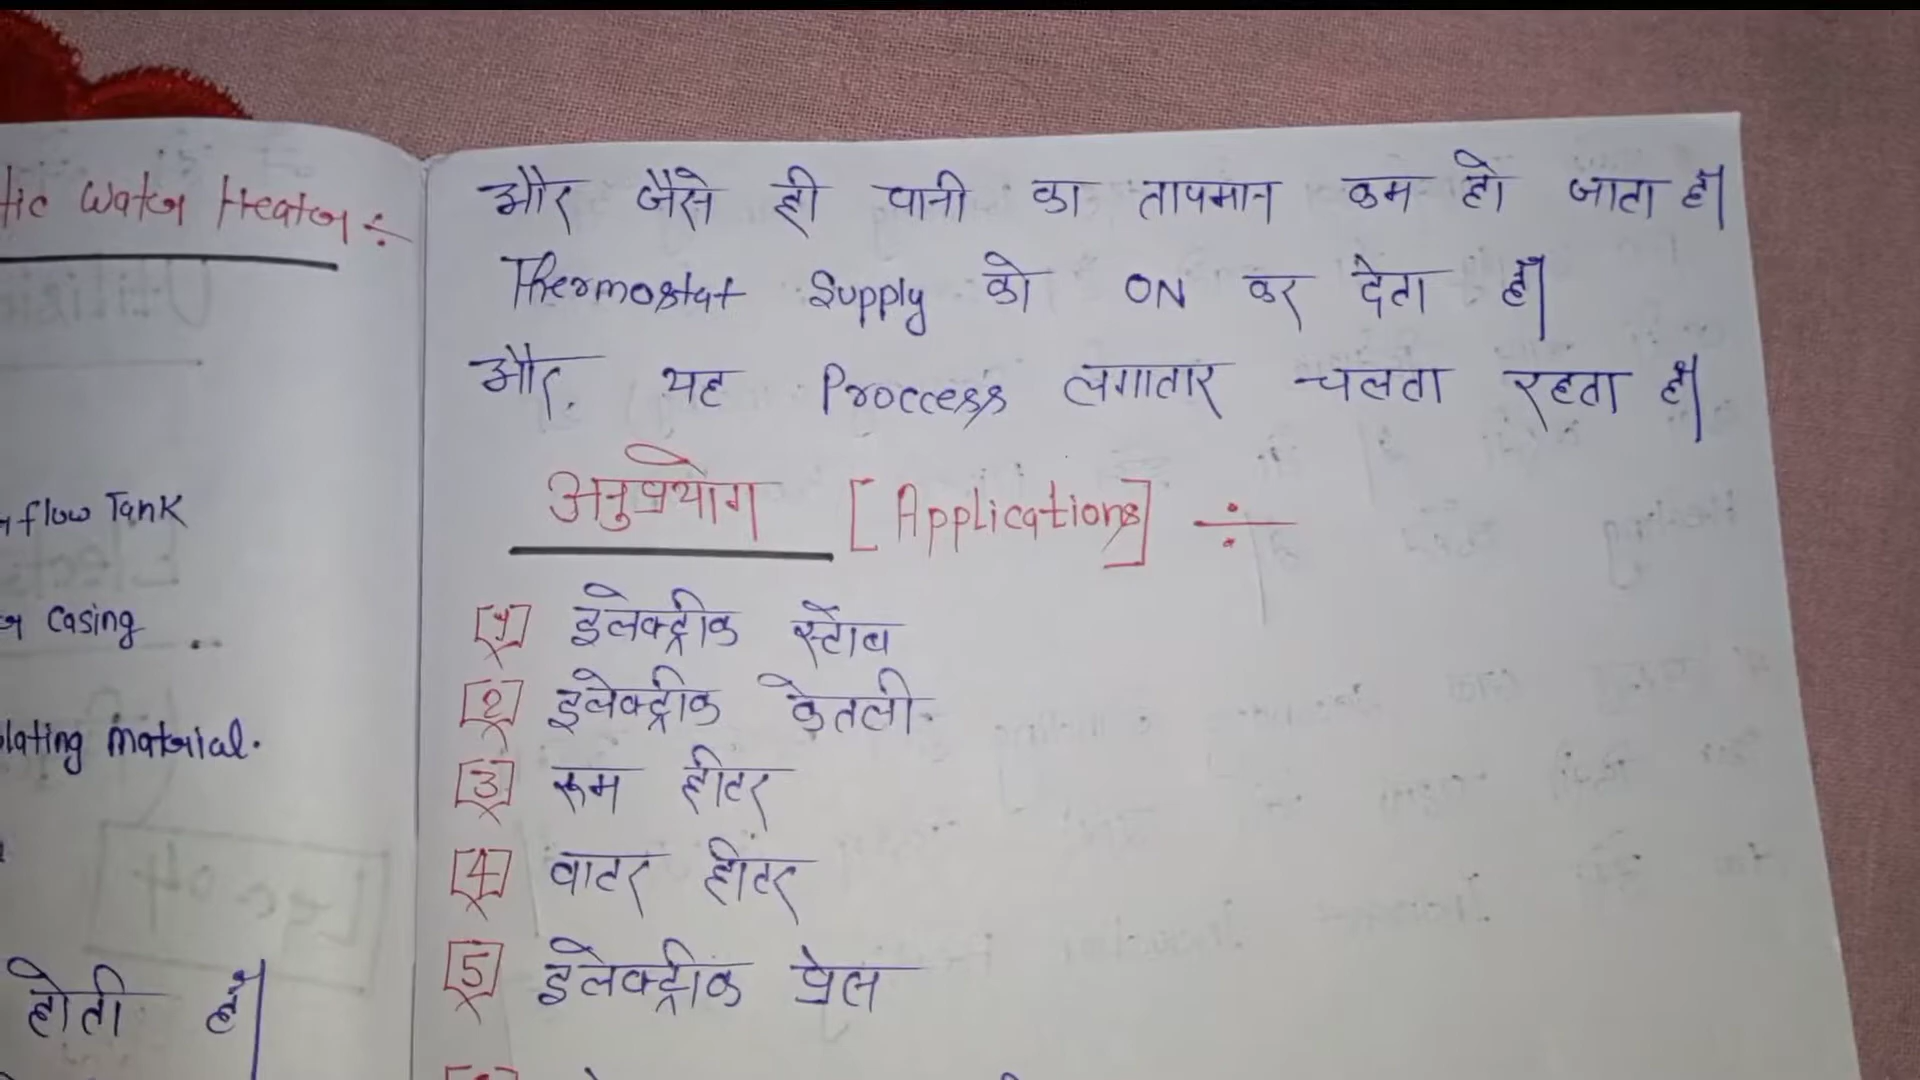 tic Water Heater ÷
flow Tank
casing
lating material.
होती है।
और जैसे ही पानी का तापमान कम हो जाता है।
Thermostat Supply को ON कर देता है।
और यह Proccess लगातार चलता रहता है।
अनुप्रयोग [Applications] ÷
[1] इलेक्ट्रीक स्टोव
[2] इलेक्ट्रीक केतली.
[3] रूम हीटर
[4] वाटर हीटर
[5] इलेक्ट्रीक प्रेस